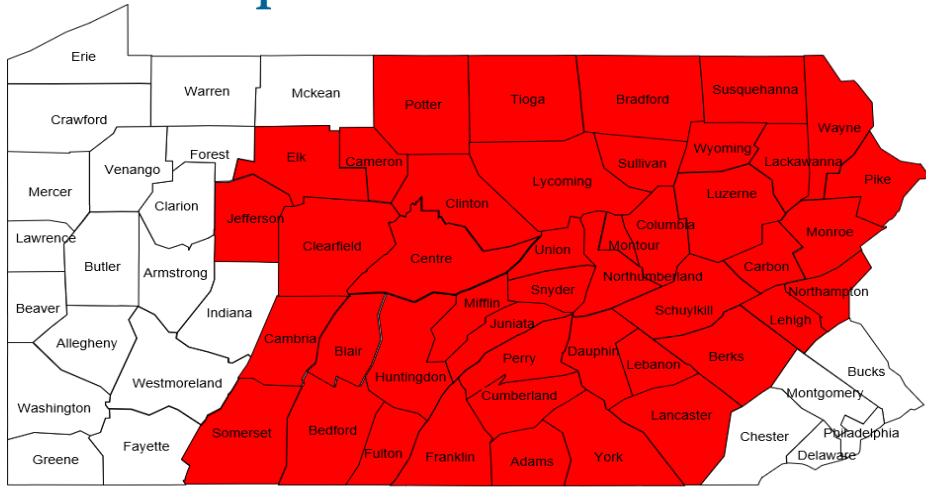 Erie
Warren
Mckean
Potter
Tioga
Bradford
Susquehanna
Crawford
Wayne
Forest
Elk
Cameron
Sullivan
Wyoming
Lackawanna
Venango
Lycoming
Pike
Mercer
Clarion
Clinton
Luzerne
Jefferson
Columbia
Lawrence
Clearfield
Centre
Union
Montour
Monroe
Butler
Armstrong
Northumberland
Carbon
Snyder
Northampton
Beaver
Indiana
Mifflin
Schuylkill
Juniata
Lehigh
Allegheny
Cambria
Blair
Perry
Dauphin
Lebanon
Berks
Huntingdon
Bucks
Westmoreland
Cumberland
Montgomery
Washington
Lancaster
Somerset
Bedford
Philadelphia
Chester
Fayette
Fulton
Franklin
Adams
York
Delaware
Greene